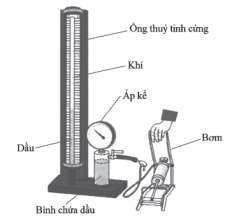 Ống thuỷ tinh cứng
Khí
Áp kế
Dầu
Bơm
Bình chứa dầu